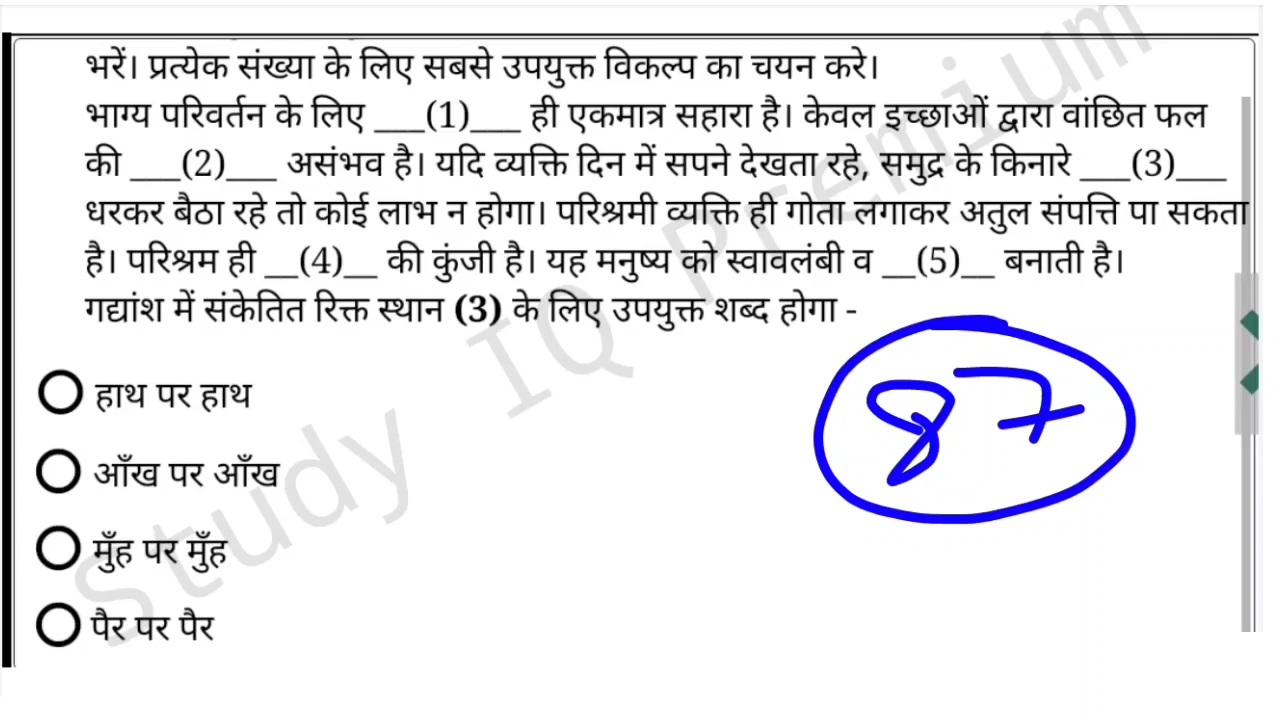 भरें। प्रत्येक संख्या के लिए सबसे उपयुक्त विकल्प का चयन करे।
भाग्य परिवर्तन के लिए ___(1)___ ही एकमात्र सहारा है। केवल इच्छाओं द्वारा वांछित फल
की ___(2)___ असंभव है। यदि व्यक्ति दिन में सपने देखता रहे, समुद्र के किनारे ___(3)___
धरकर बैठा रहे तो कोई लाभ न होगा। परिश्रमी व्यक्ति ही गोता लगाकर अतुल संपत्ति पा सकता
है। परिश्रम ही __(4)__ की कुंजी है। यह मनुष्य को स्वावलंबी व __(5)__ बनाती है।
गद्यांश में संकेतित रिक्त स्थान (3) के लिए उपयुक्त शब्द होगा -
हाथ पर हाथ
आँख पर आँख
मुँह पर मुँह
पैर पर पैर
87
Study IQ Premium